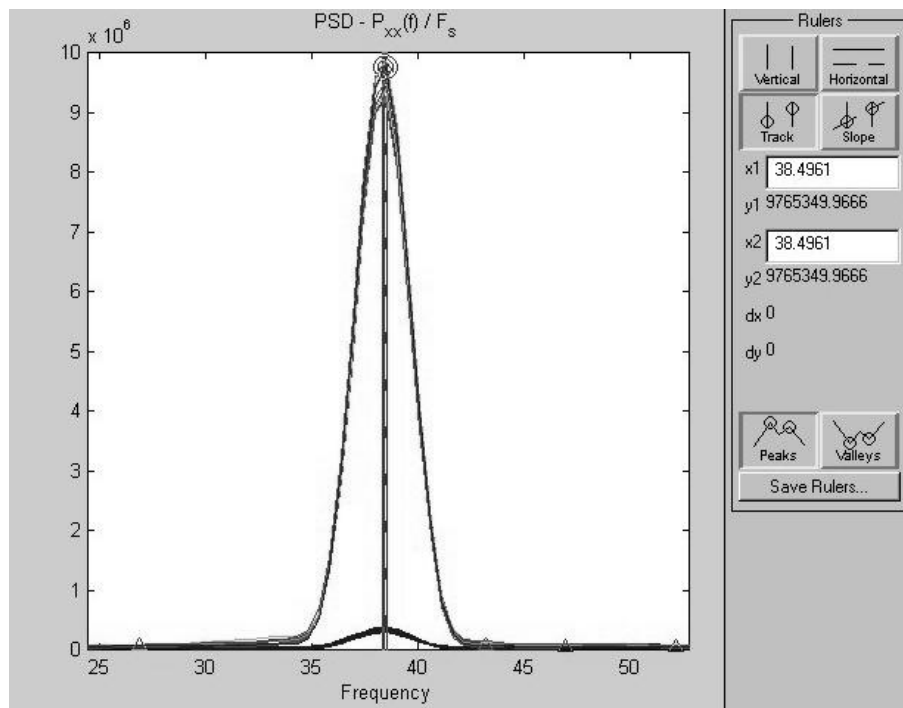 PSD - Pxx(f) / Fs
x 10^6
10
9
8
7
6
5
4
3
2
1
0
25 30 35 40 45 50
Frequency
Rulers
Vertical Horizontal
Track Slope
x1 38.4961
y1 9765349.9666
x2 38.4961
y2 9765349.9666
dx 0
dy 0
Peaks Valleys
Save Rulers...